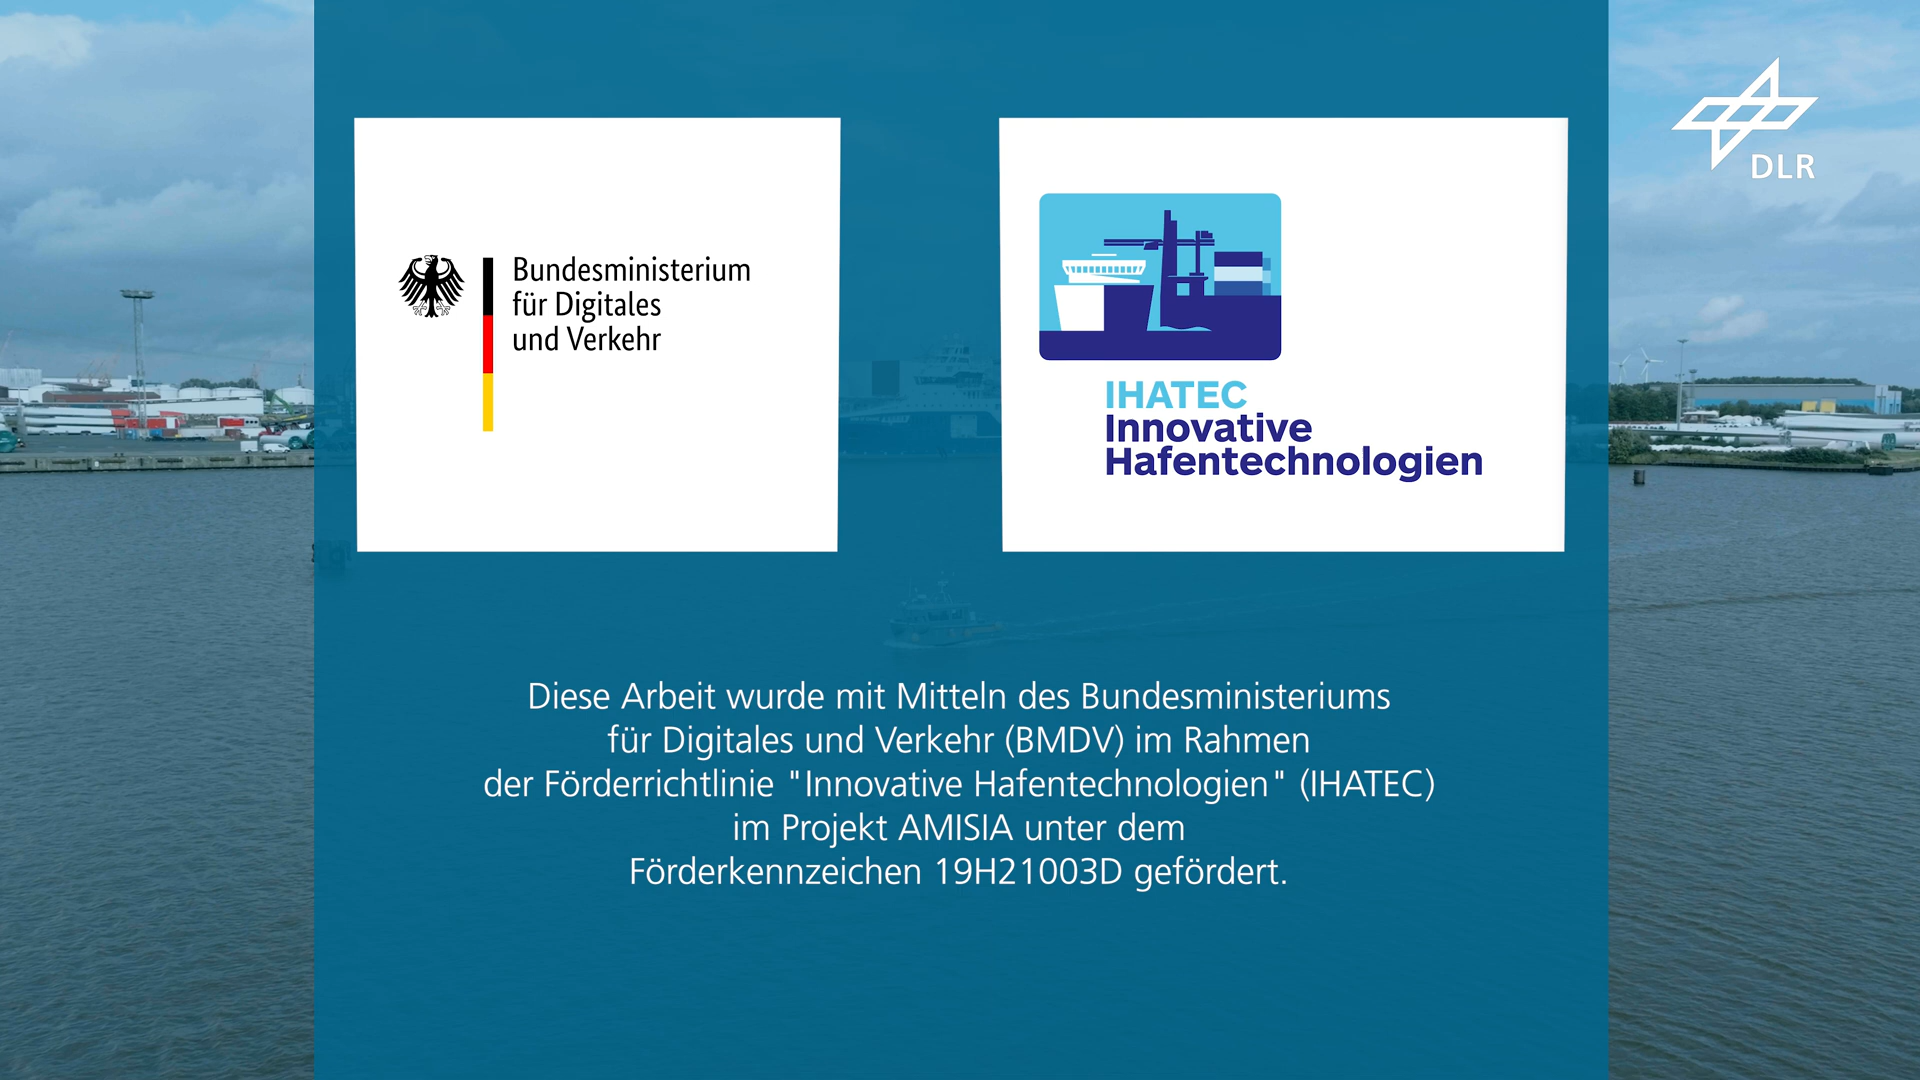 DLR
Bundesministerium
für Digitales
und Verkehr
IHATEC
Innovative
Hafentechnologien
Diese Arbeit wurde mit Mitteln des Bundesministeriums
für Digitales und Verkehr (BMDV) im Rahmen
der Förderrichtlinie "Innovative Hafentechnologien" (IHATEC)
im Projekt AMISIA unter dem
Förderkennzeichen 19H21003D gefördert.